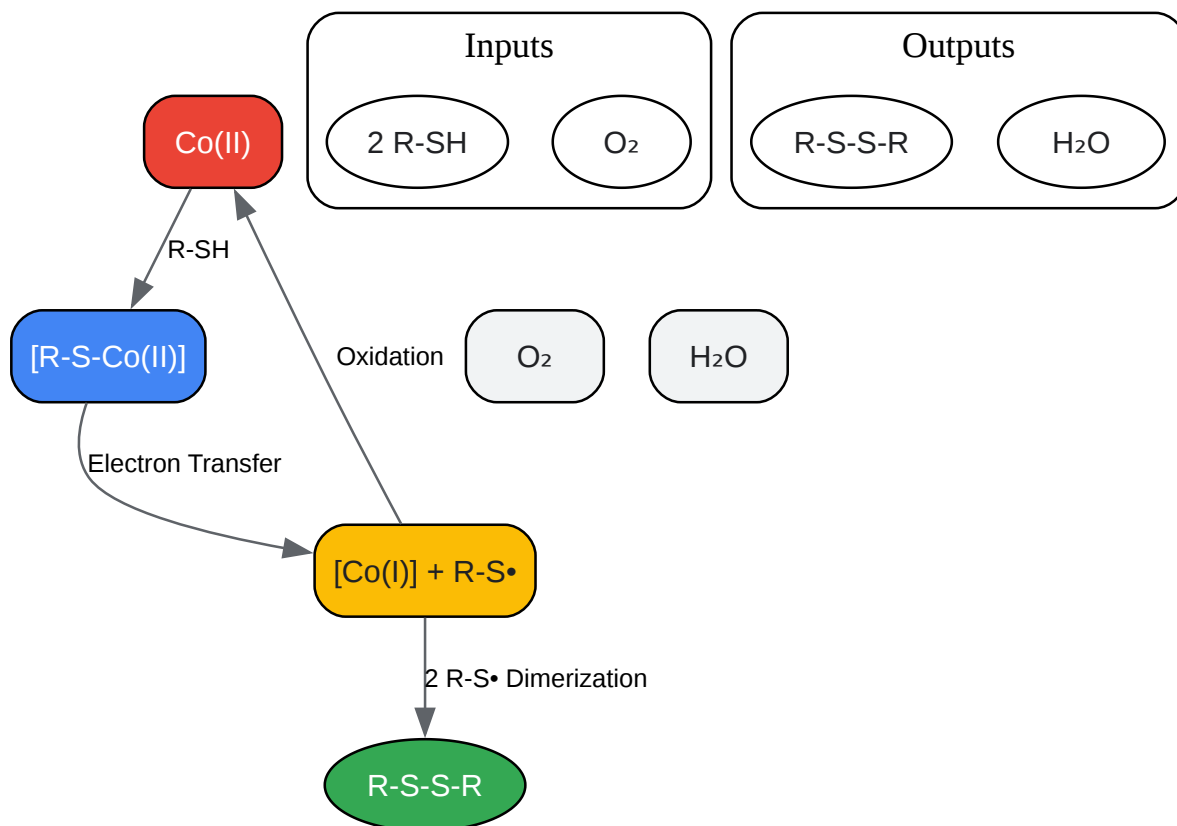 Inputs
Outputs
Co(II)
2 R-SH
O₂
R-S-S-R
H₂O
R-SH
[R-S-Co(II)]
Oxidation
O₂
H₂O
Electron Transfer
[Co(I)] + R-S•
2 R-S• Dimerization
R-S-S-R